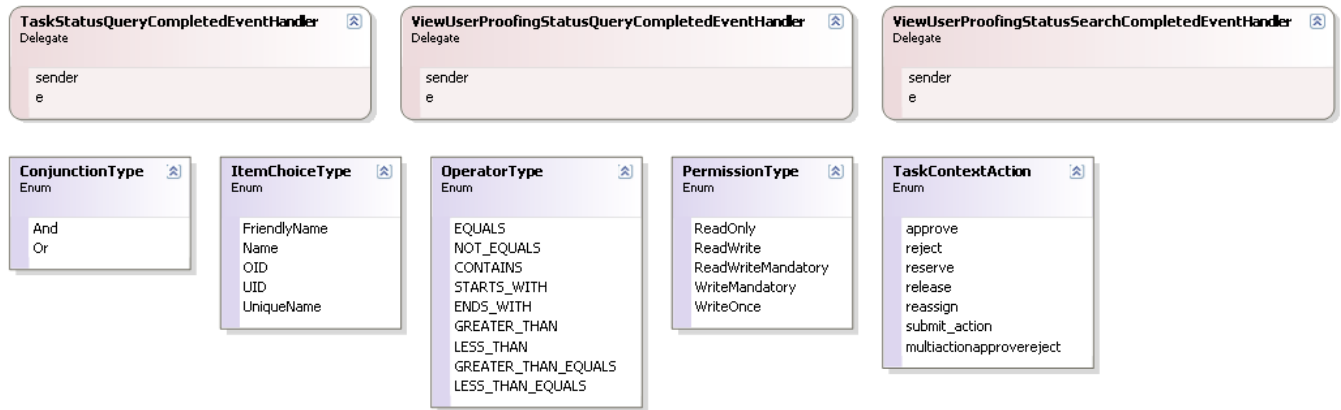 TaskStatusQueryCompletedEventHandler
Delegate
sender
e
ViewUserProofingStatusQueryCompletedEventHandler
Delegate
sender
e
ViewUserProofingStatusSearchCompletedEventHandler
Delegate
sender
e
ConjunctionType
Enum
And
Or
ItemChoiceType
Enum
FriendlyName
Name
OID
UID
UniqueName
OperatorType
Enum
EQUALS
NOT_EQUALS
CONTAINS
STARTS_WITH
ENDS_WITH
GREATER_THAN
LESS_THAN
GREATER_THAN_EQUALS
LESS_THAN_EQUALS
PermissionType
Enum
ReadOnly
ReadWrite
ReadWriteMandatory
WriteMandatory
WriteOnce
TaskContextAction
Enum
approve
reject
reserve
release
reassign
submit_action
multiactionapprovereject